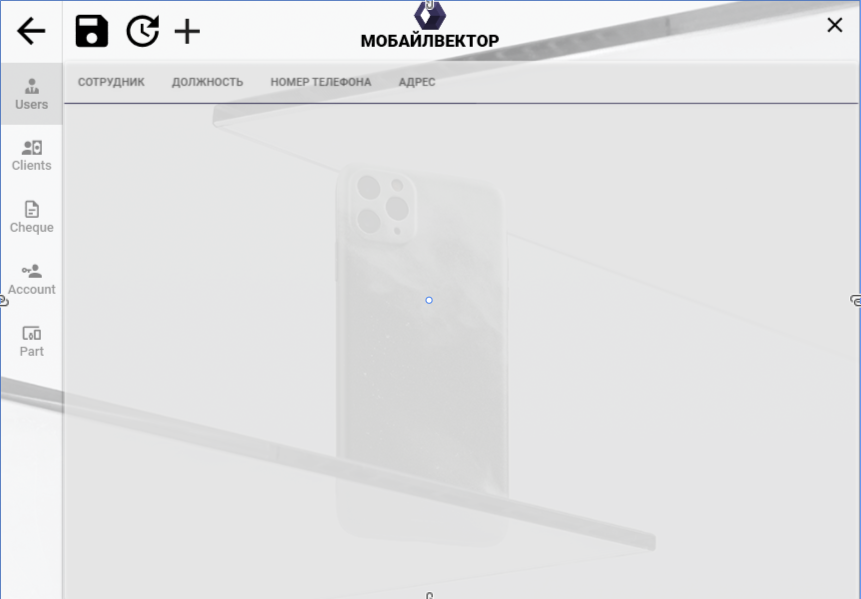 МОБАЙЛВЕКТОР
СОТРУДНИК ДОЛЖНОСТЬ НОМЕР ТЕЛЕФОНА АДРЕС
Users
Clients
Cheque
Account
Part